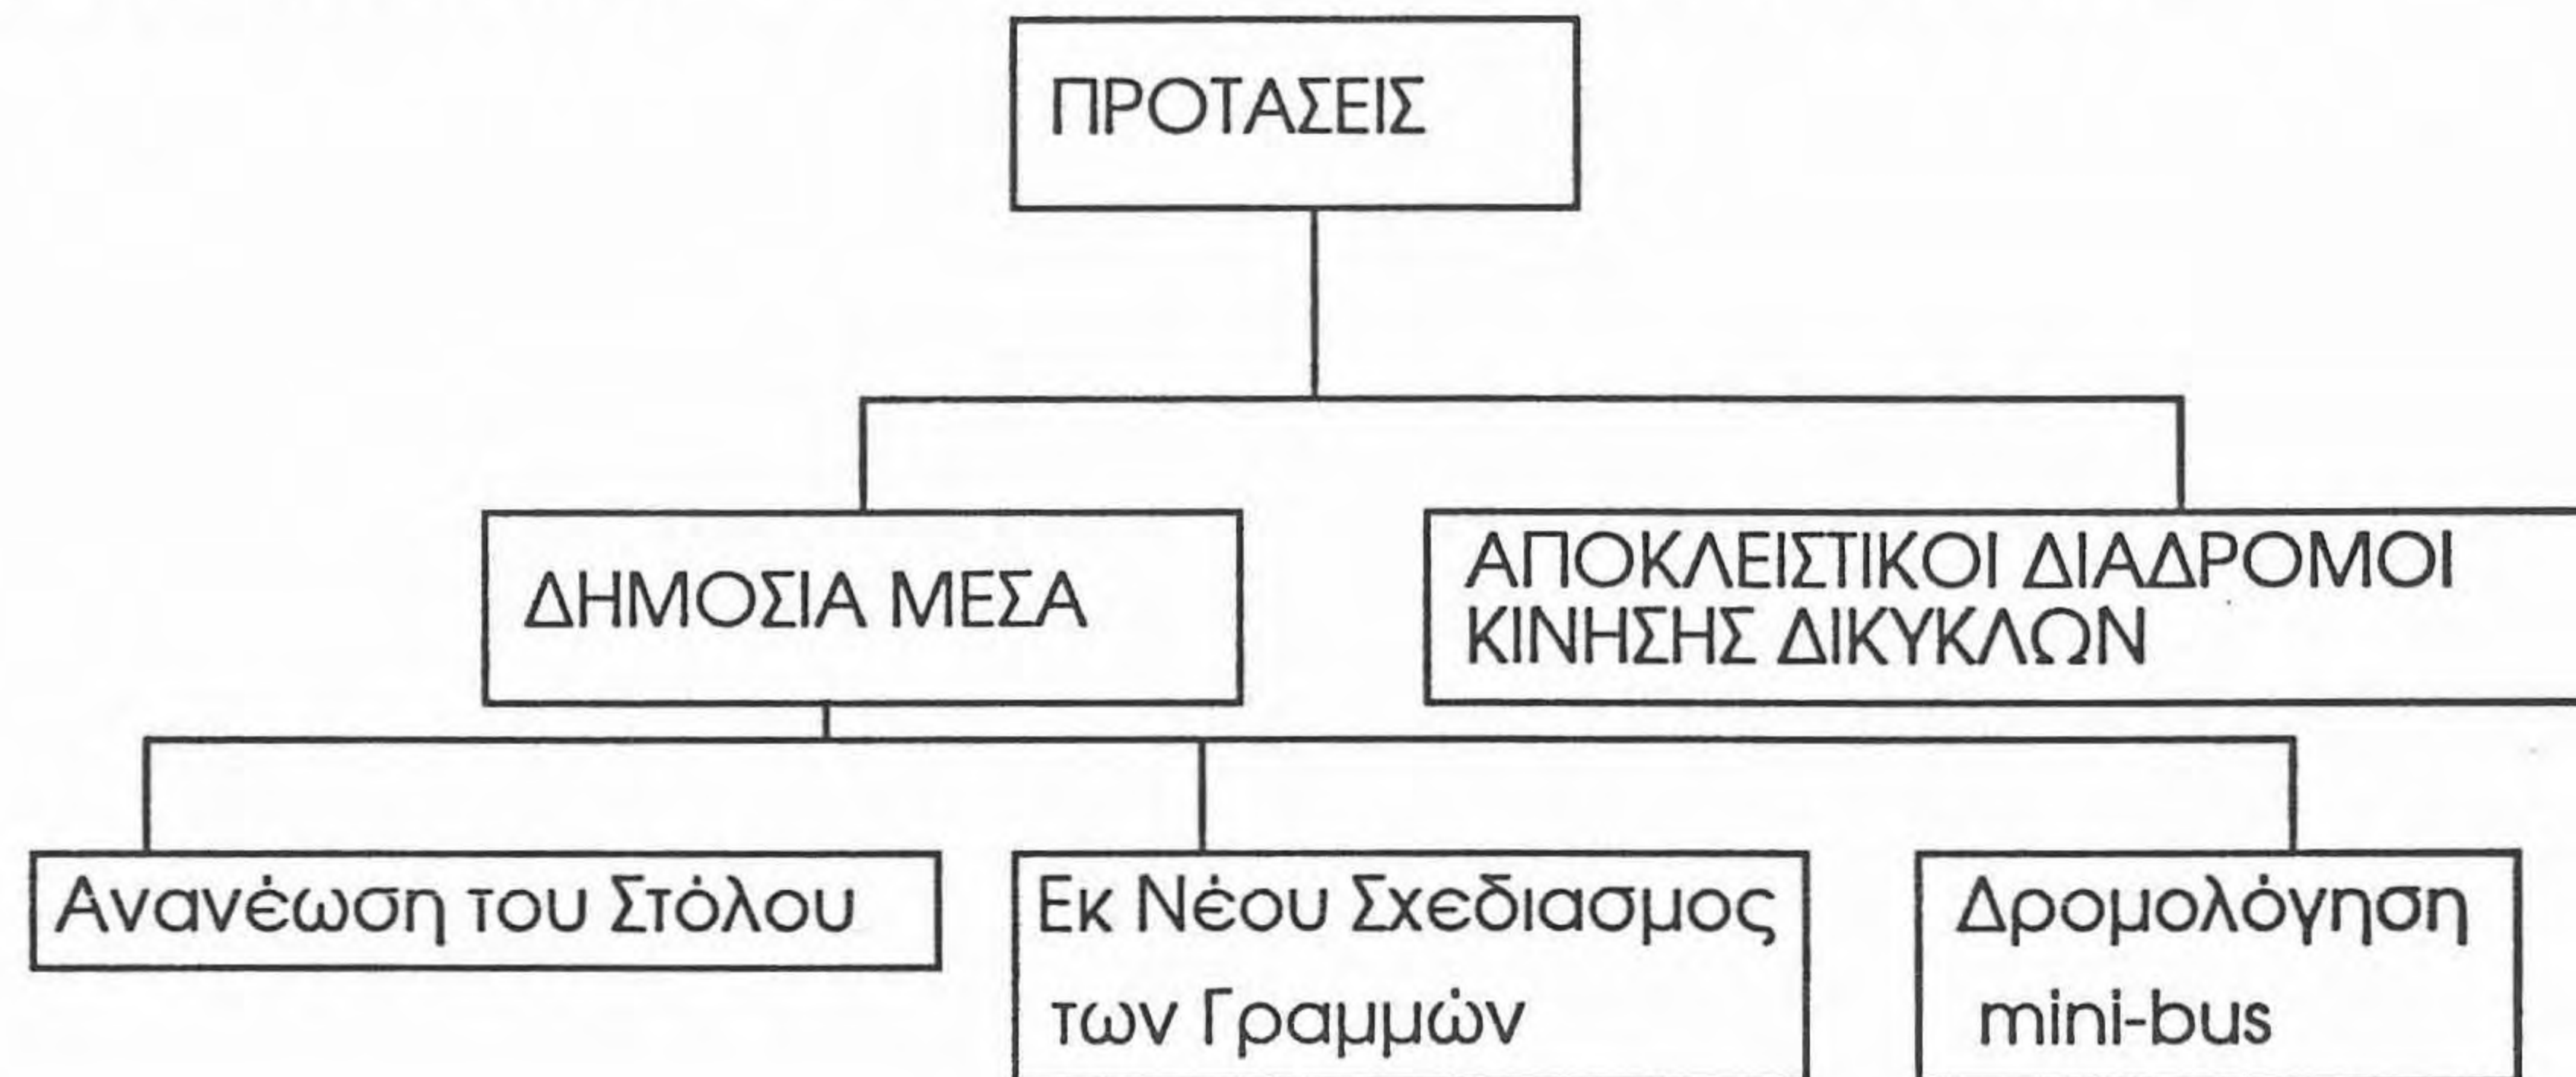 ΠΡΟΤΑΣΕΙΣ
ΔΗΜΟΣΙΑ ΜΕΣΑ
ΑΠΟΚΛΕΙΣΤΙΚΟΙ ΔΙΑΔΡΟΜΟΙ
ΚΙΝΗΣΗΣ ΔΙΚΥΚΛΩΝ
Ανανέωση του Στόλου
Εκ Νέου Σχεδιασμος
των Γραμμών
Δρομολόγηση
mini-bus